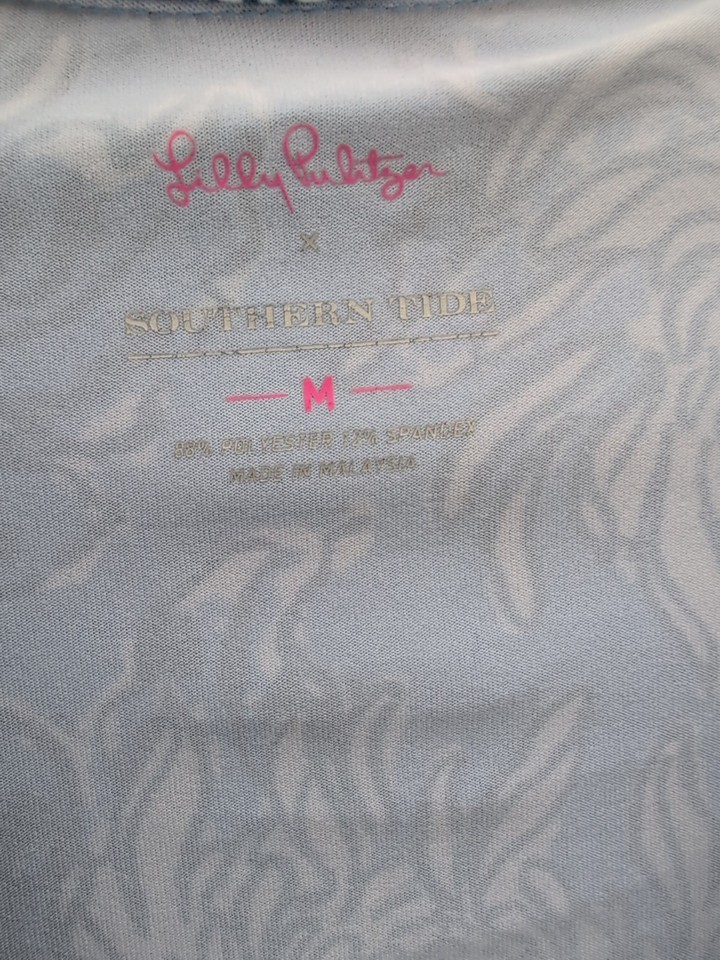 Lilly Pulitzer
x
SOUTHERN TIDE
— M —
88% POLYESTER 12% SPANDEX
MADE IN MALAYSIA